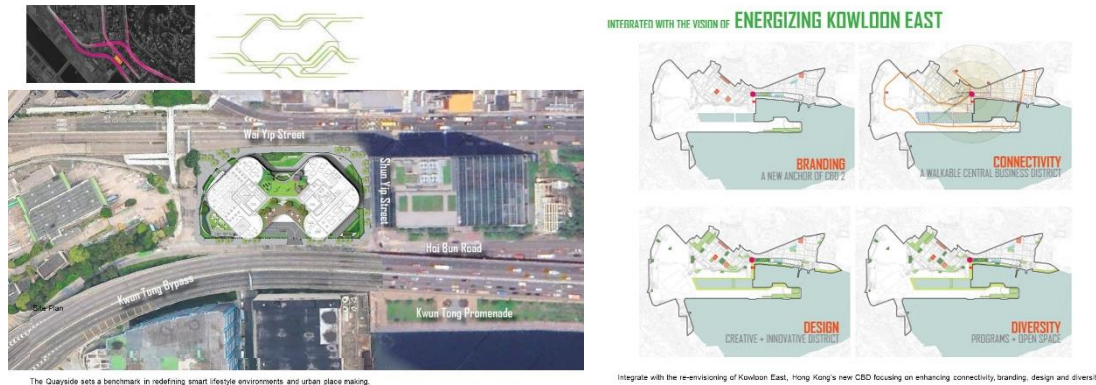 Wai Yip Street
Shun Yip Street
Hoi Bun Road
Kwun Tong Bypass
Site Plan
Kwun Tong Promenade
The Quayside sets a benchmark in redefining smart lifestyle environments and urban place making.
INTEGRATED WITH THE VISION OF ENERGIZING KOWLOON EAST
BRANDING
A NEW ANCHOR OF CBD 2
CONNECTIVITY
A WALKABLE CENTRAL BUSINESS DISTRICT
DESIGN
CREATIVE + INNOVATIVE DISTRICT
DIVERSITY
PROGRAMS + OPEN SPACE
Integrate with the re-envisioning of Kowloon East, Hong Kong's new CBD focusing on enhancing connectivity, branding, design and diversit